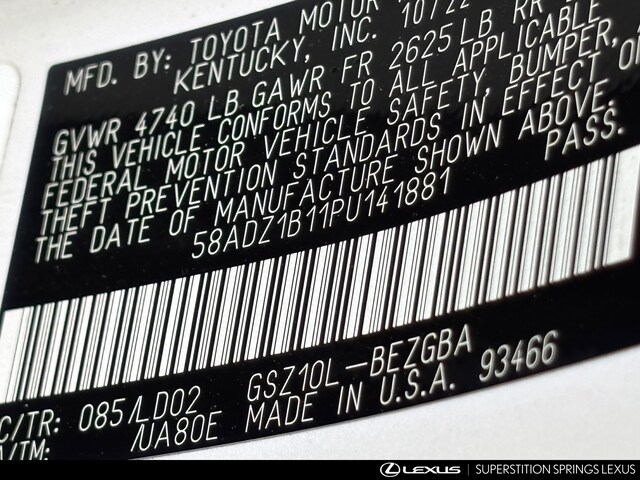 MFD. BY: TOYOTA MOTOR
KENTUCKY, INC. 10/22
GVWR 4740 LB GAWR FR 2625 LB RR
THIS VEHICLE CONFORMS TO ALL APPLICABLE
FEDERAL MOTOR VEHICLE SAFETY, BUMPER,
THEFT PREVENTION STANDARDS IN EFFECT
THE DATE OF MANUFACTURE SHOWN ABOVE.
58ADZ1B11PU141881 PASS.
C/TR: 085/LD02 GSZ10L-BEZGBA
/TM: /UA80E MADE IN U.S.A. 93466
LEXUS | SUPERSTITION SPRINGS LEXUS